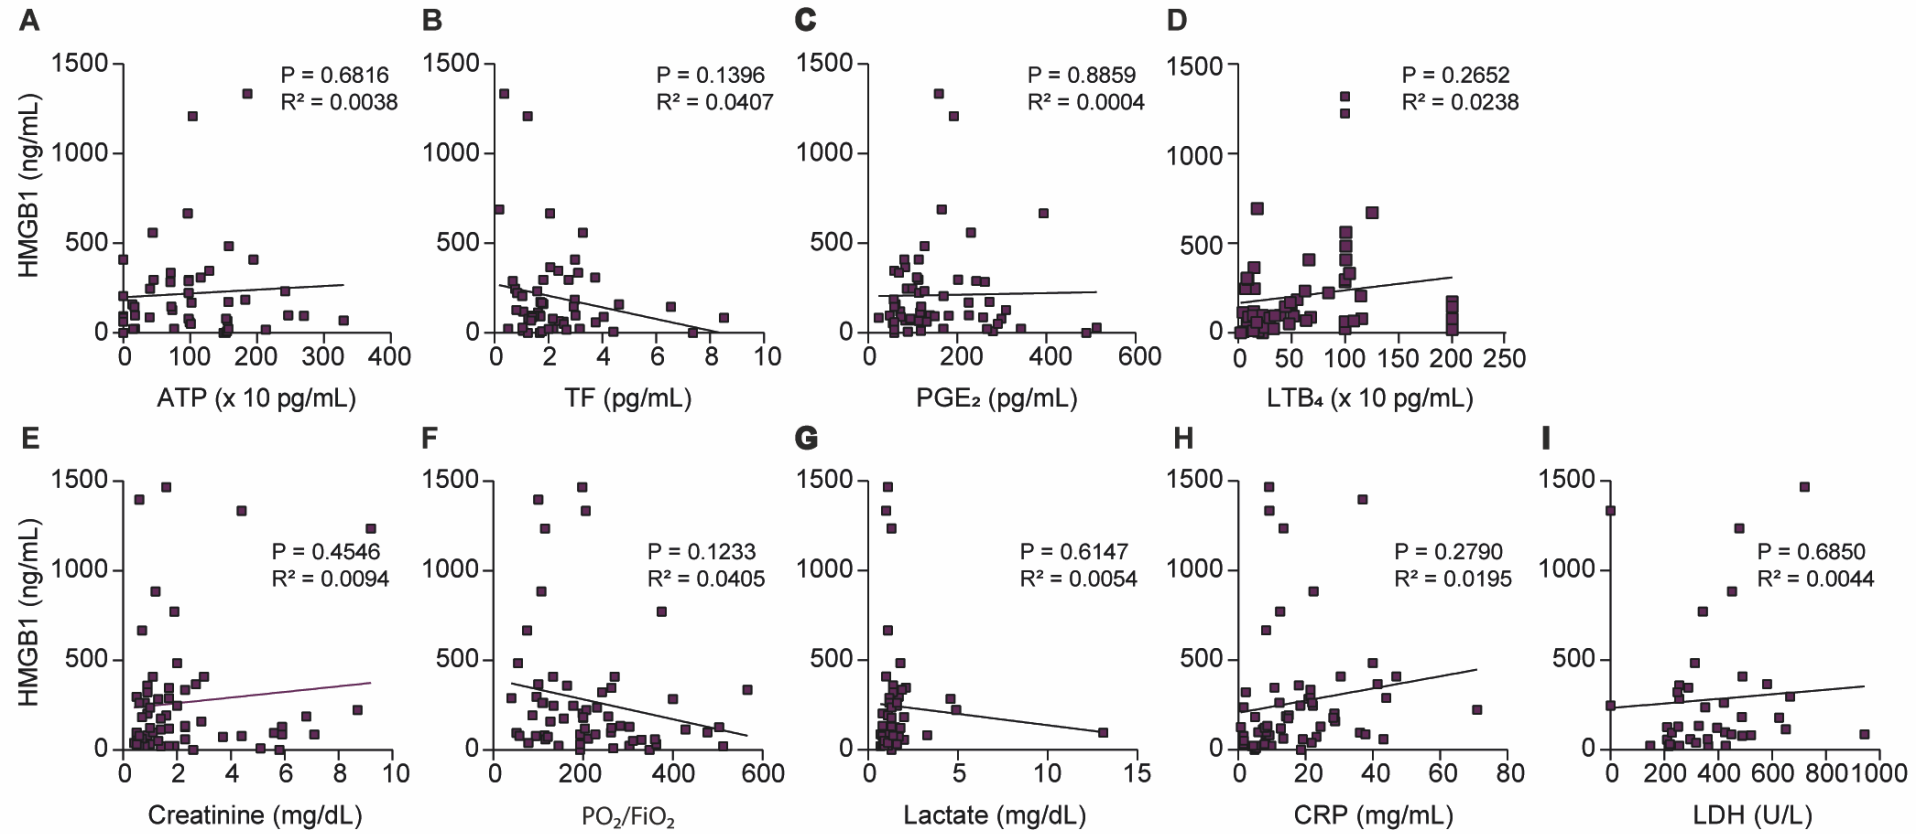 A
B
C
D
HMGB1 (ng/mL)
1500
1000
500
0
P = 0.6816
R² = 0.0038
0 100 200 300 400
ATP (x 10 pg/mL)
1500
1000
500
0
P = 0.1396
R² = 0.0407
0 2 4 6 8 10
TF (pg/mL)
1500
1000
500
0
P = 0.8859
R² = 0.0004
0 200 400 600
PGE₂ (pg/mL)
1500
1000
500
0
P = 0.2652
R² = 0.0238
0 50 100 150 200 250
LTB₄ (x 10 pg/mL)
E
F
G
H
I
HMGB1 (ng/mL)
1500
1000
500
0
P = 0.4546
R² = 0.0094
0 2 4 6 8 10
Creatinine (mg/dL)
1500
1000
500
0
P = 0.1233
R² = 0.0405
0 200 400 600
PO₂/FiO₂
1500
1000
500
0
P = 0.6147
R² = 0.0054
0 5 10 15
Lactate (mg/dL)
1500
1000
500
0
P = 0.2790
R² = 0.0195
0 20 40 60 80
CRP (mg/mL)
1500
1000
500
0
P = 0.6850
R² = 0.0044
0 200 400 600 800 1000
LDH (U/L)